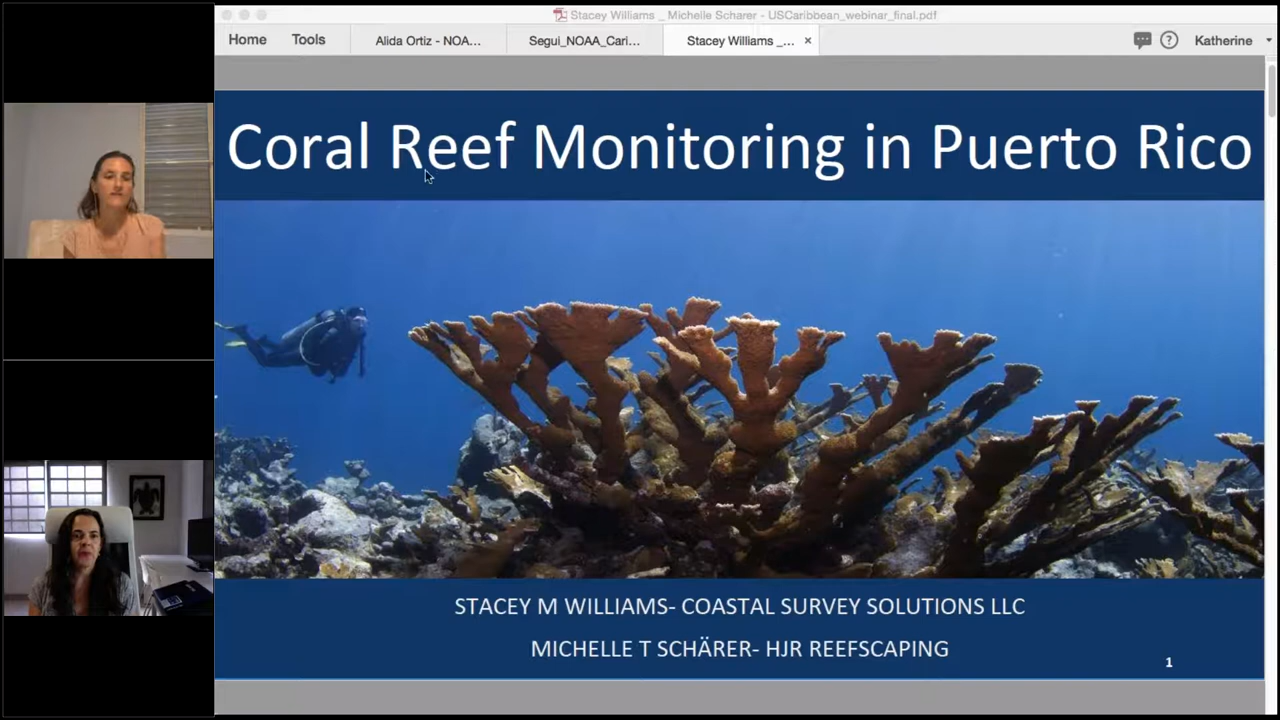 Stacey Williams _ Michelle Scharer - USCaribbean_webinar_final.pdf
Home Tools Alida Ortiz - NOA... Segui_NOAA_Cari... Stacey Williams _... × ? Katherine
Coral Reef Monitoring in Puerto Rico
STACEY M WILLIAMS- COASTAL SURVEY SOLUTIONS LLC
MICHELLE T SCHÄRER- HJR REEFSCAPING
1